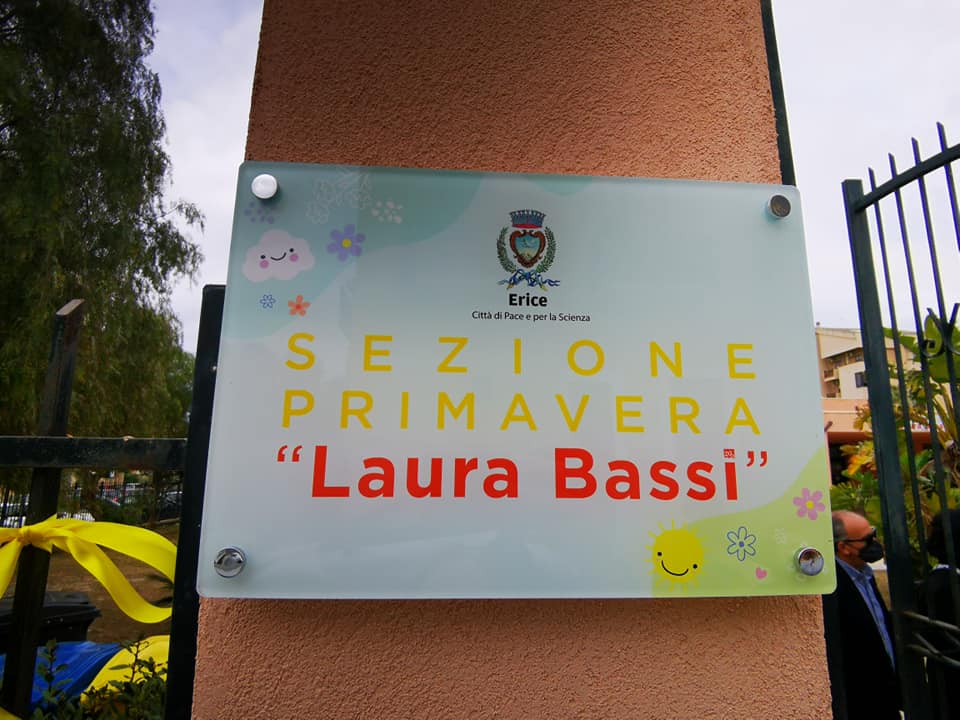 Erice
Città di Pace e per la Scienza
SEZIONE
PRIMAVERA
“Laura Bassi”